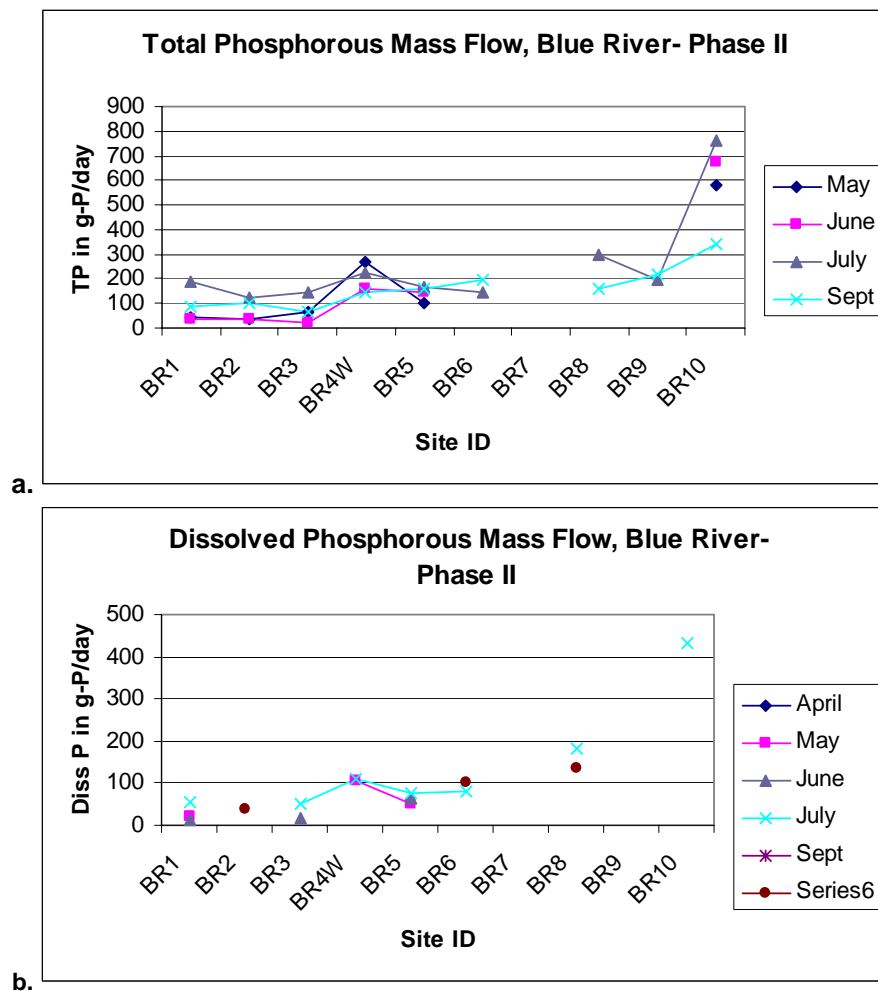 Total Phosphorous Mass Flow, Blue River- Phase II
TP in g-P/day
900
800
700
600
500
400
300
200
100
0
BR1
BR2
BR3
BR4W
BR5
BR6
BR7
BR8
BR9
BR10
Site ID
May
June
July
Sept
a.
Dissolved Phosphorous Mass Flow, Blue River-
Phase II
Diss P in g-P/day
500
400
300
200
100
0
BR1
BR2
BR3
BR4W
BR5
BR6
BR7
BR8
BR9
BR10
Site ID
April
May
June
July
Sept
Series6
b.